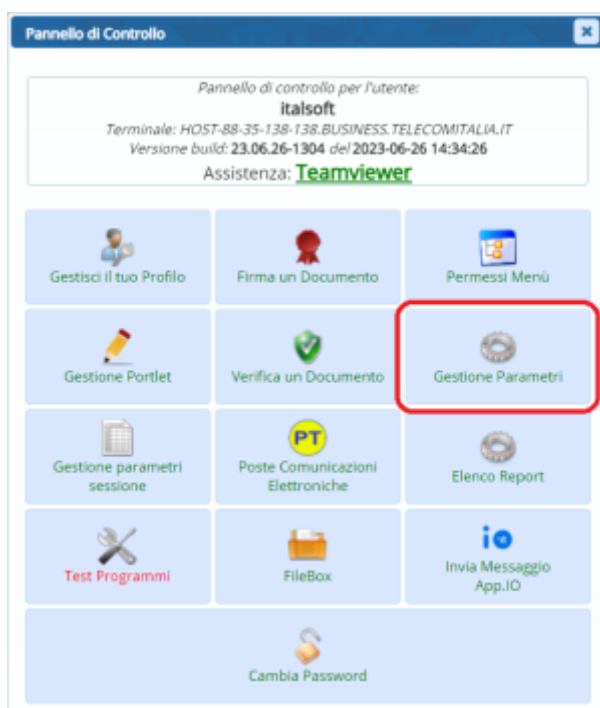 Pannello di Controllo
Pannello di controllo per l'utente:
italsoft
Terminale: HOST-88-35-138-138.BUSINESS.TELECOMITALIA.IT
Versione build: 23.06.26-1304 del 2023-06-26 14:34:26
Assistenza: Teamviewer
Gestisci il tuo Profilo
Firma un Documento
Permessi Menù
Gestione Portlet
Verifica un Documento
Gestione Parametri
Gestione parametri
sessione
PT
Poste Comunicazioni
Elettroniche
Elenco Report
Test Programmi
FileBox
io
Invia Messaggio
App.IO
Cambia Password